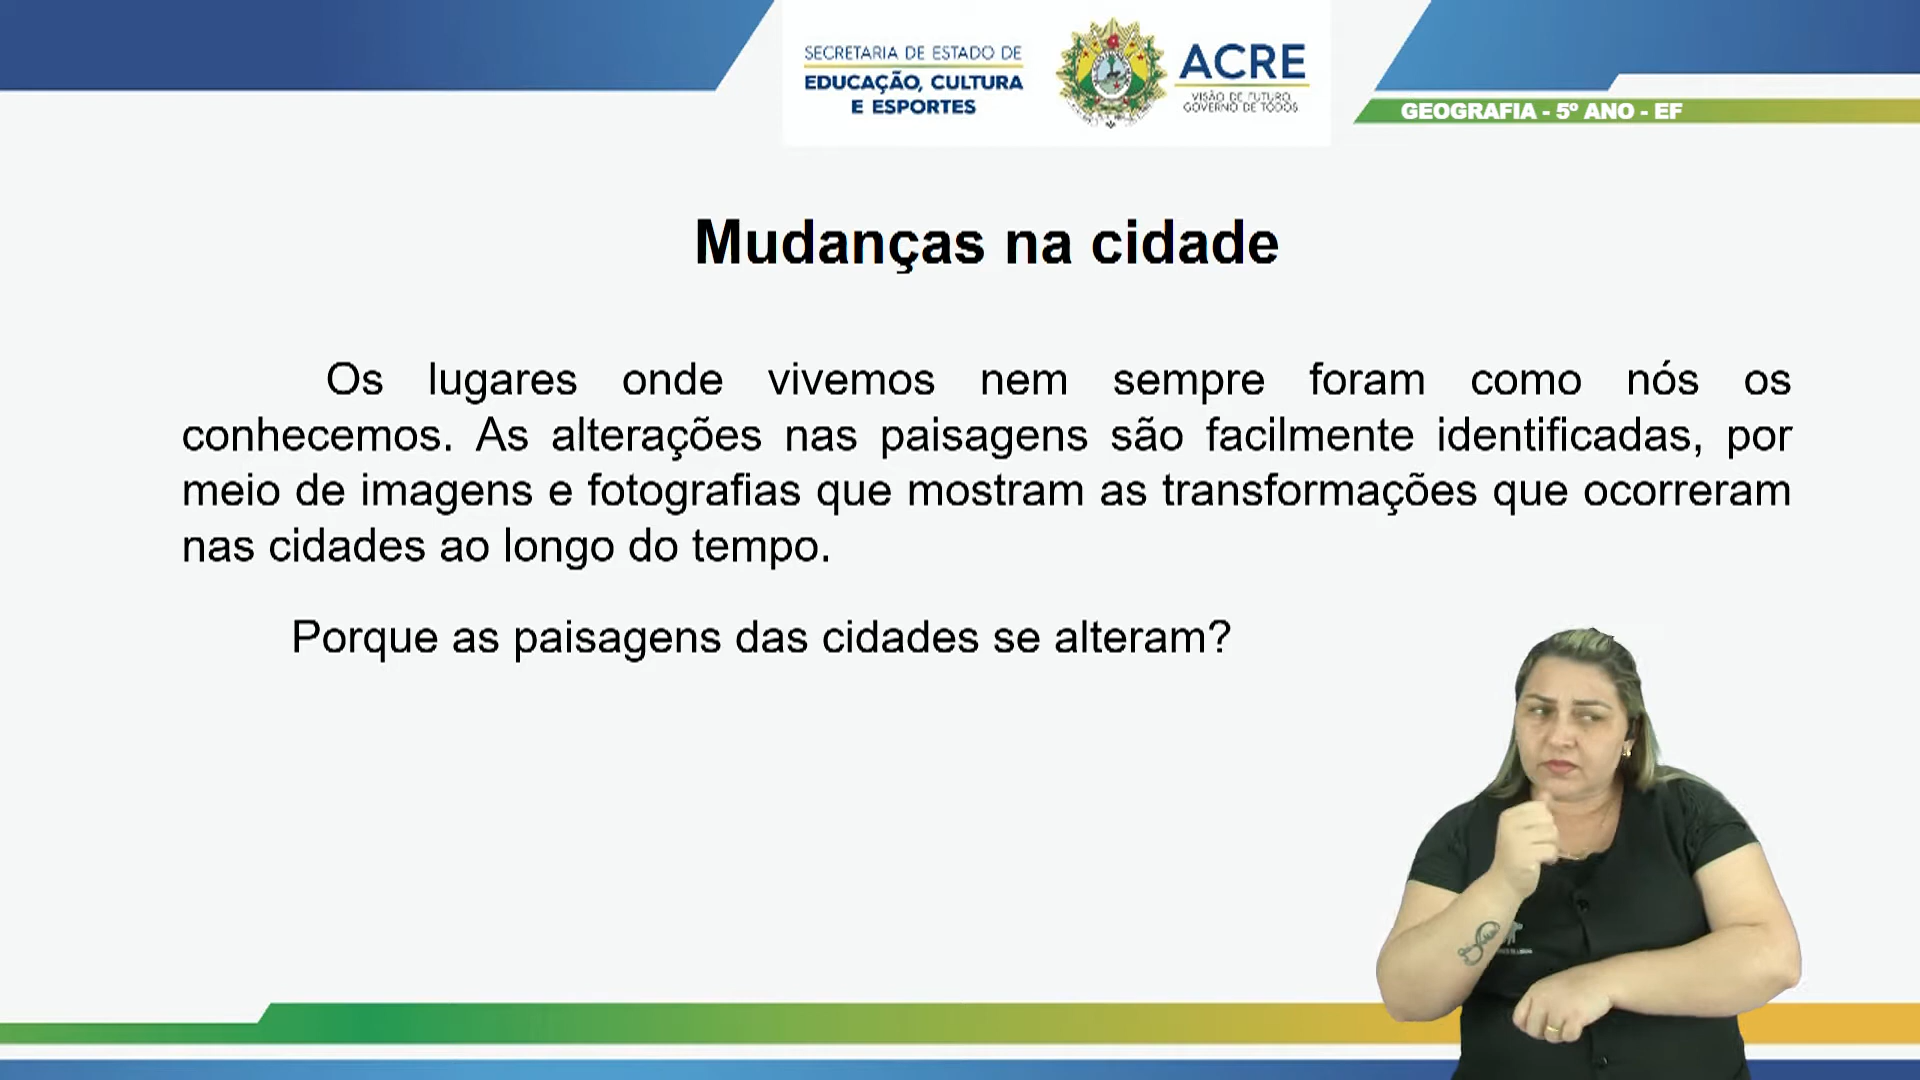 SECRETARIA DE ESTADO DE
EDUCAÇÃO, CULTURA
E ESPORTES
ACRE
VISÃO DE FUTURO,
GOVERNO DE TODOS
GEOGRAFIA - 5º ANO - EF
Mudanças na cidade
Os lugares onde vivemos nem sempre foram como nós os
conhecemos. As alterações nas paisagens são facilmente identificadas, por
meio de imagens e fotografias que mostram as transformações que ocorreram
nas cidades ao longo do tempo.
Porque as paisagens das cidades se alteram?